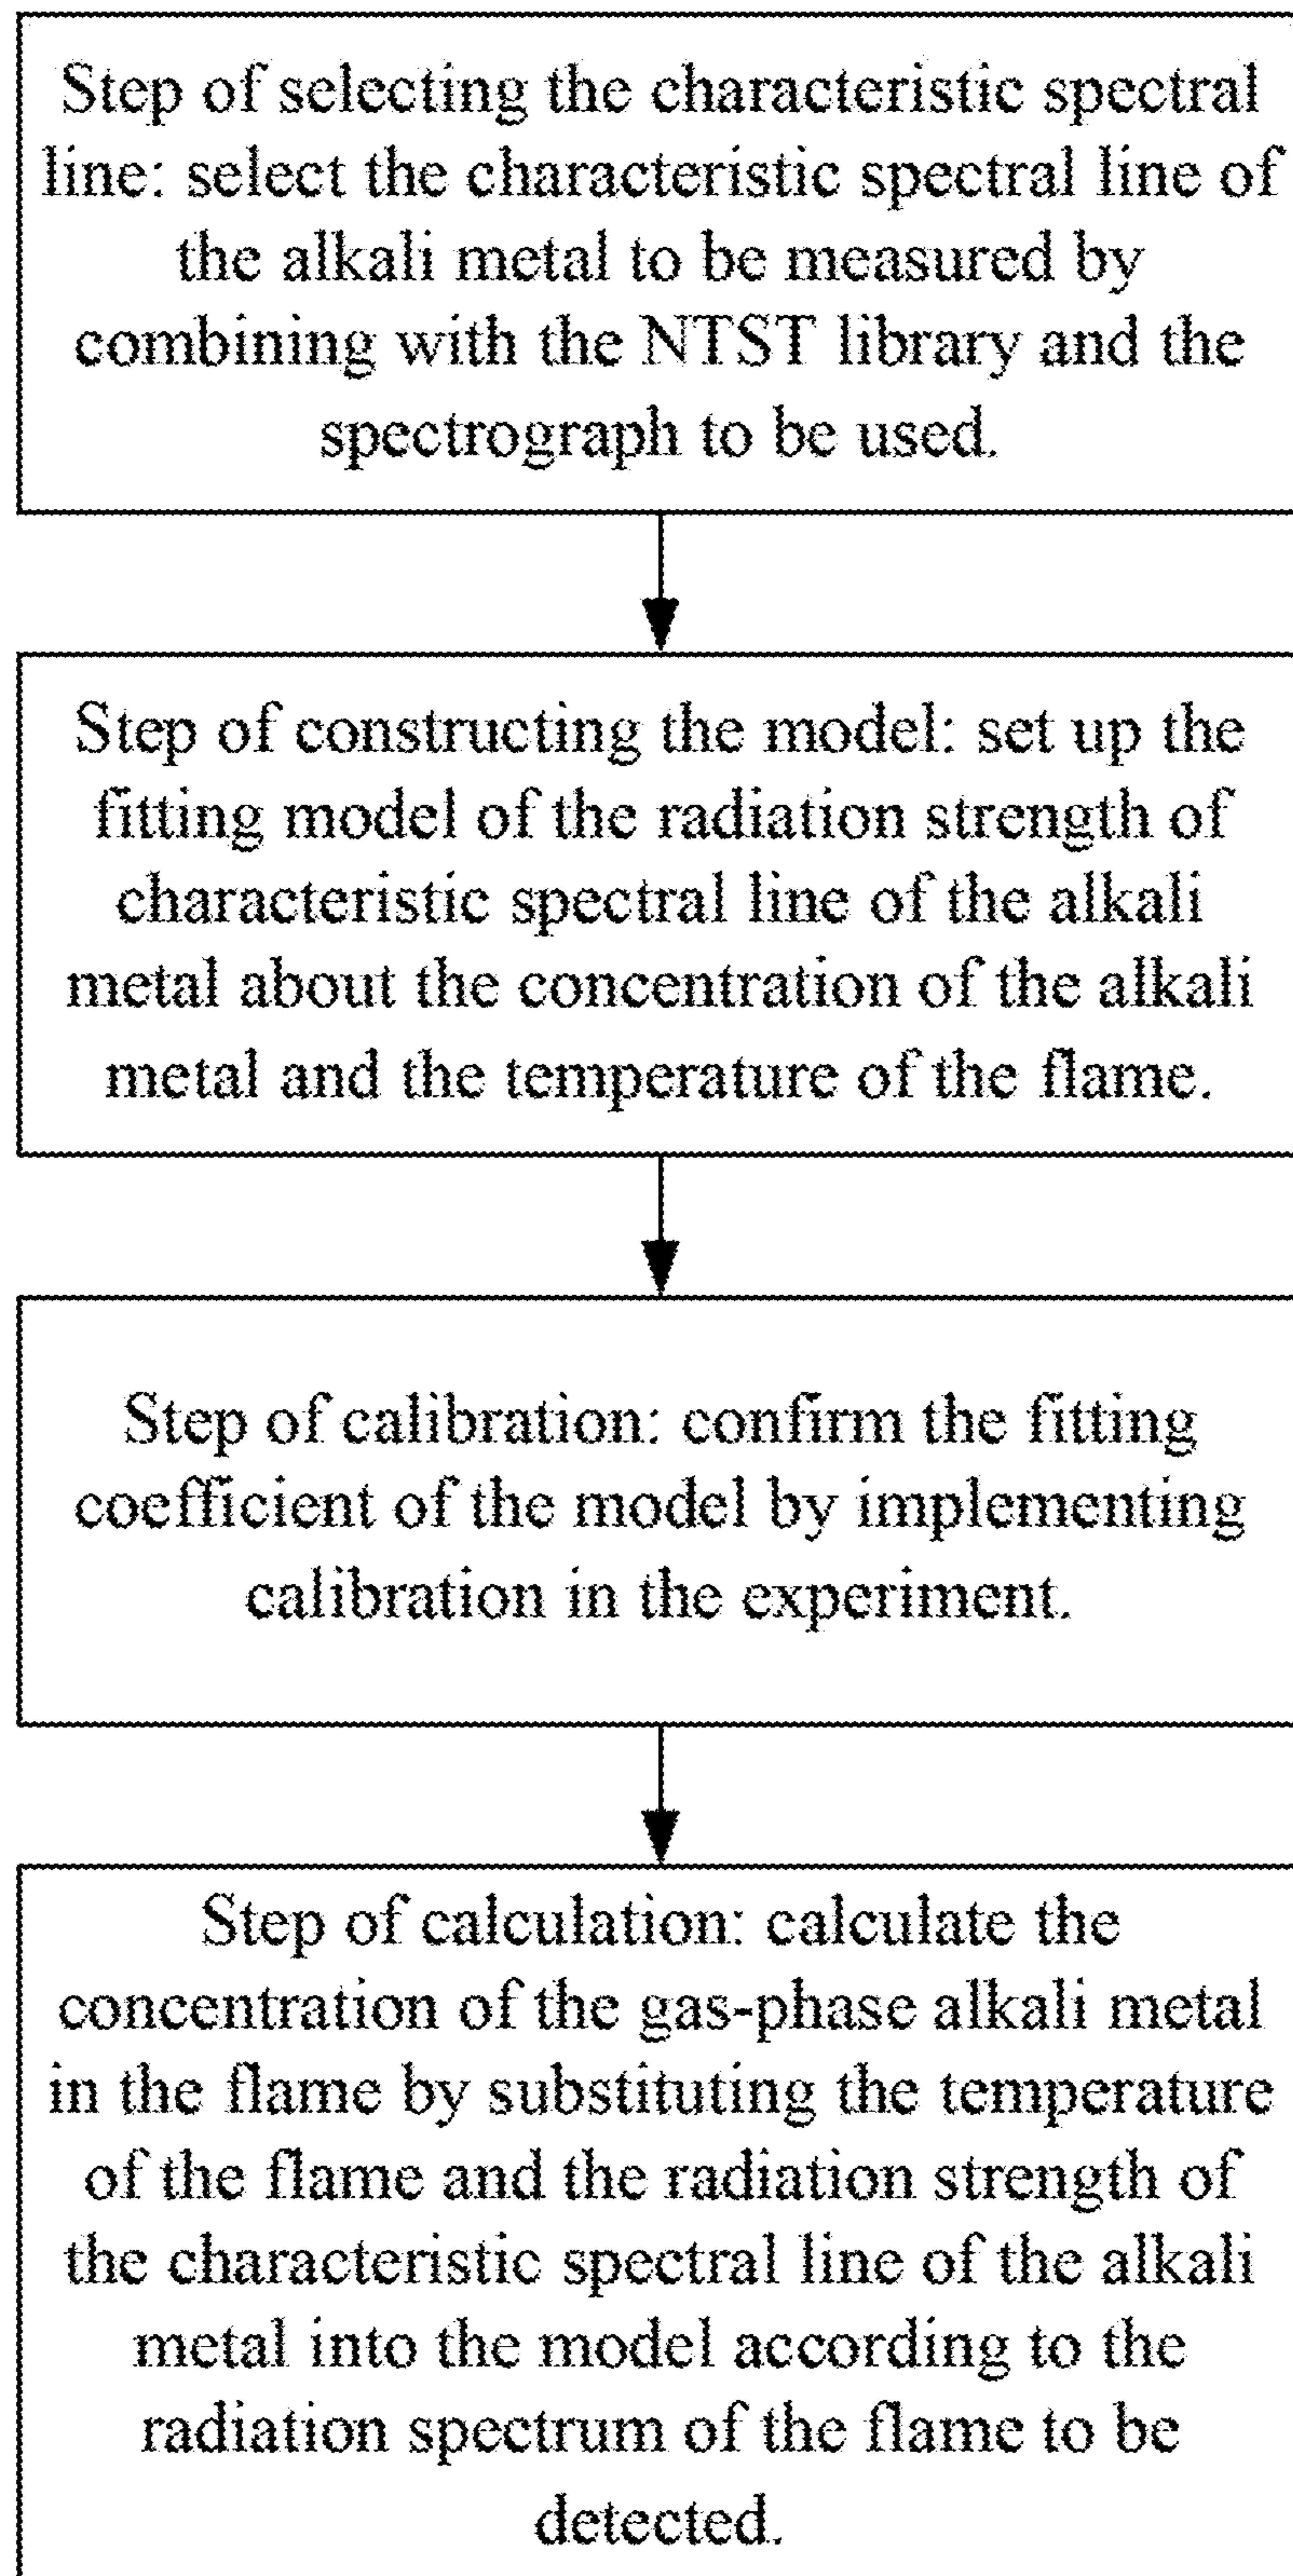 Step of selecting the characteristic spectral
line: select the characteristic spectral line of
the alkali metal to be measured by
combining with the NTST library and the
spectrograph to be used.
Step of constructing the model: set up the
fitting model of the radiation strength of
characteristic spectral line of the alkali
metal about the concentration of the alkali
metal and the temperature of the flame.
Step of calibration: confirm the fitting
coefficient of the model by implementing
calibration in the experiment.
Step of calculation: calculate the
concentration of the gas-phase alkali metal
in the flame by substituting the temperature
of the flame and the radiation strength of
the characteristic spectral line of the alkali
metal into the model according to the
radiation spectrum of the flame to be
detected.